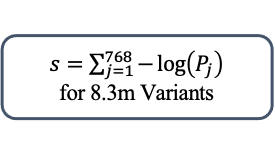 s = ∑_{j=1}^{768} – log(P_j)
for 8.3m Variants